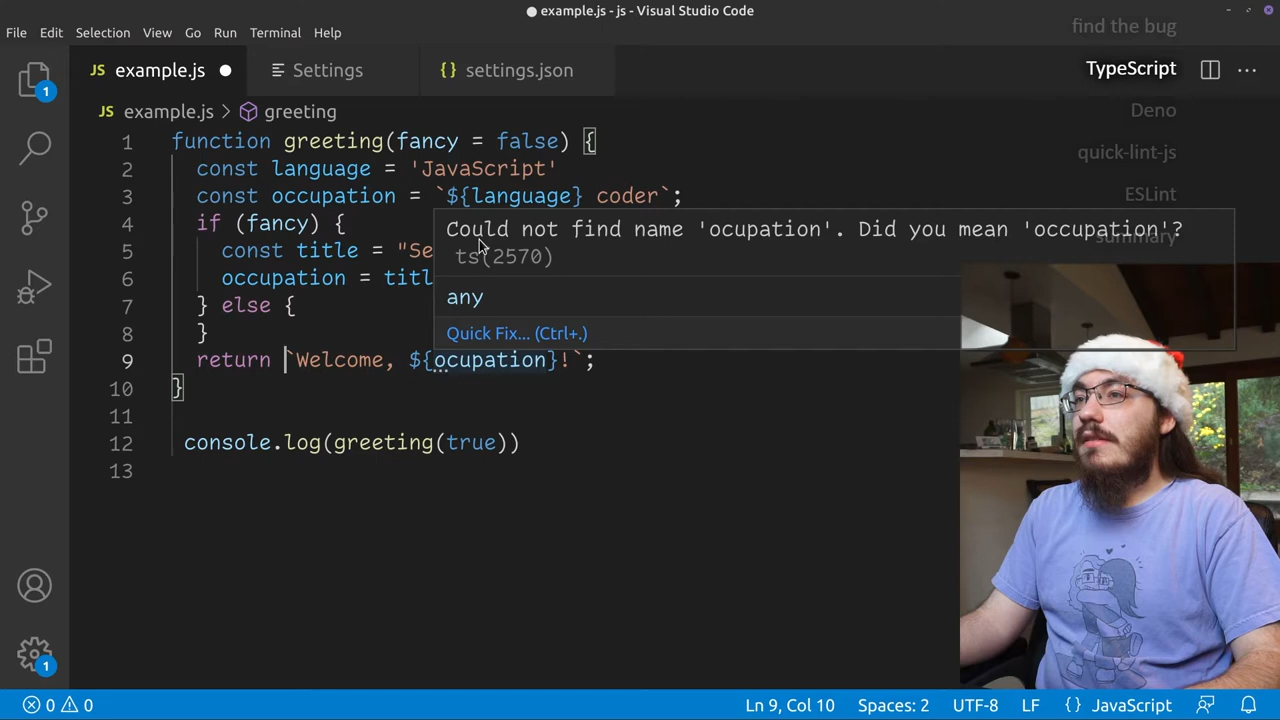 ● example.js - js - Visual Studio Code
File Edit Selection View Go Run Terminal Help
find the bug
TypeScript
Deno
quick-lint-js
ESLint
summary
1
JS example.js ●
Settings
{} settings.json
JS example.js > greeting
1 function greeting(fancy = false) {
2 const language = 'JavaScript'
3 const occupation = `${language} coder`;
4 if (fancy) {
5 const title = "Se
6 occupation = titl
7 } else {
8 }
9 return `Welcome, ${ocupation}!`;
10 }
11
12 console.log(greeting(true))
13
Could not find name 'ocupation'. Did you mean 'occupation'?
ts(2570)
any
Quick Fix... (Ctrl+.)
1
0 0
Ln 9, Col 10 Spaces: 2 UTF-8 LF {} JavaScript